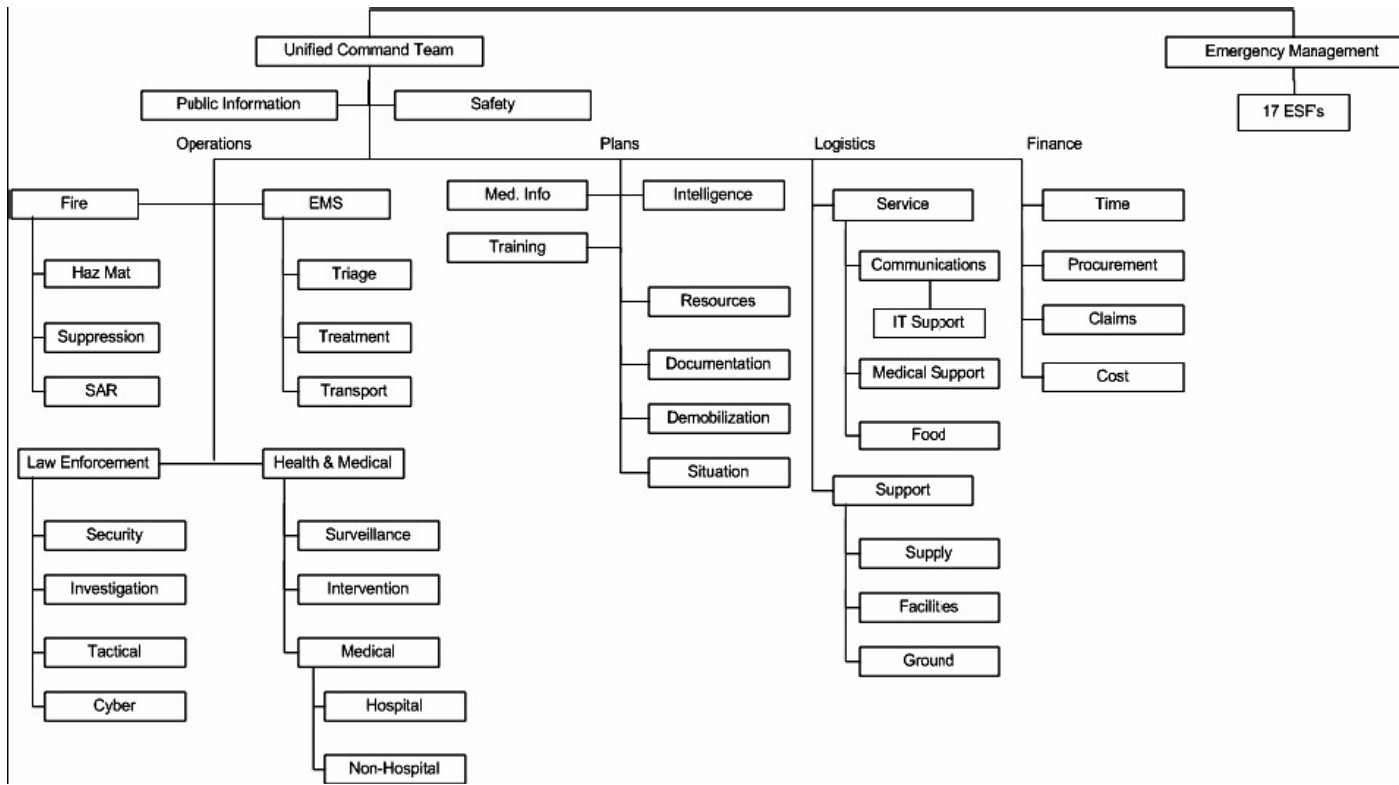 Unified Command Team
Emergency Management
Public Information
Safety
17 ESF's
Operations
Plans
Logistics
Finance
Fire
EMS
Med. Info
Intelligence
Service
Time
Training
Haz Mat
Triage
Communications
Procurement
Resources
Suppression
Treatment
IT Support
Claims
Documentation
SAR
Transport
Medical Support
Cost
Demobilization
Food
Law Enforcement
Health & Medical
Situation
Support
Security
Surveillance
Supply
Investigation
Intervention
Facilities
Tactical
Medical
Ground
Cyber
Hospital
Non-Hospital